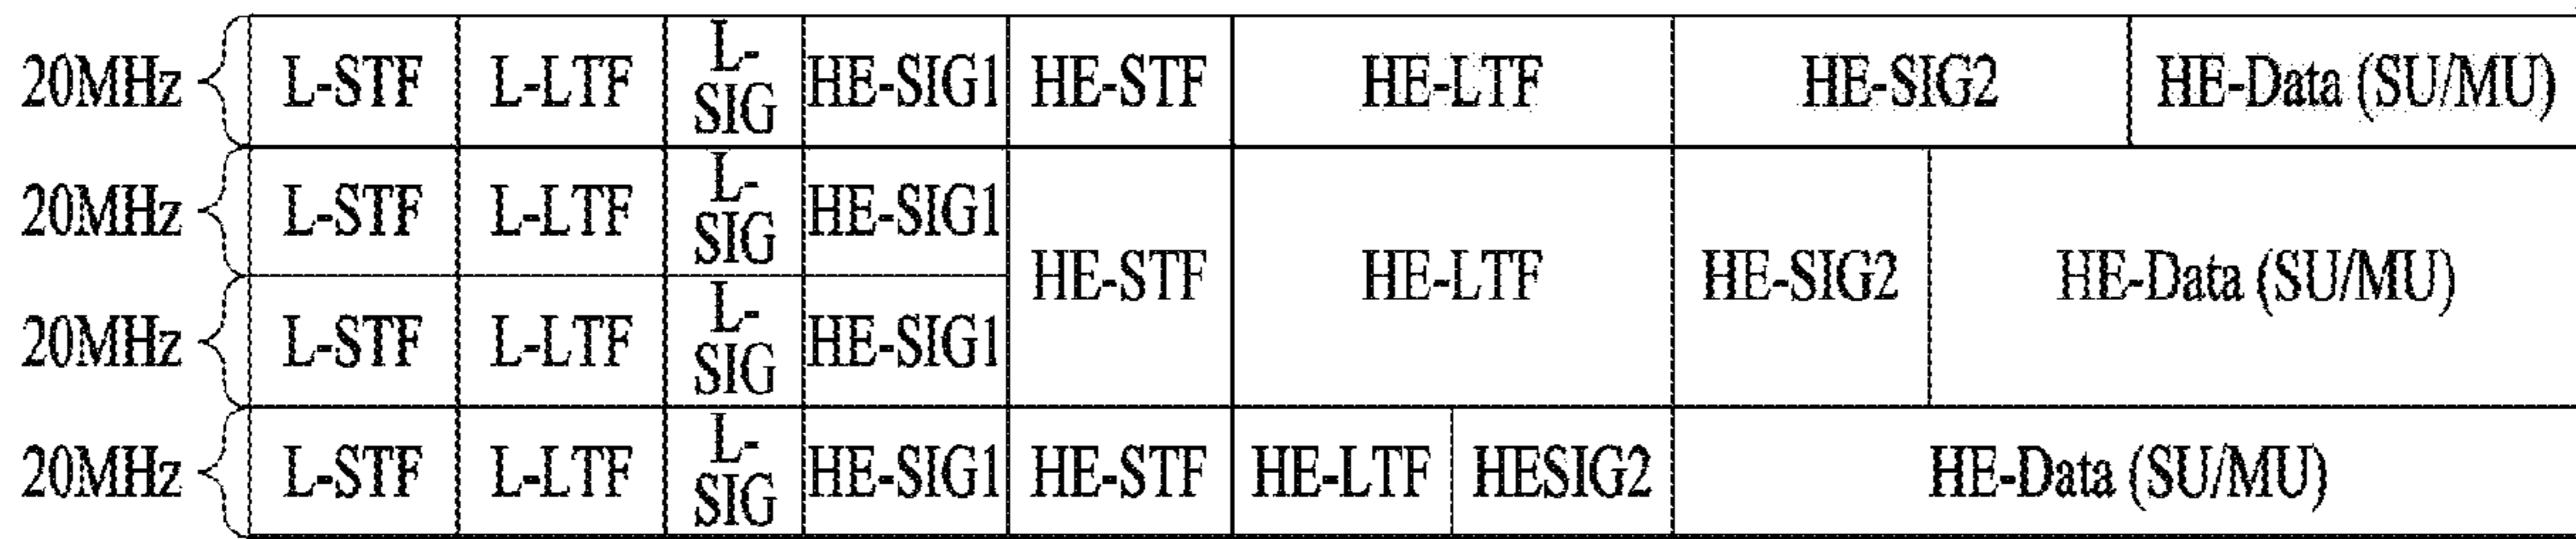 20MHz L-STF L-LTF L-SIG HE-SIG1 HE-STF HE-LTF HE-SIG2 HE-Data (SU/MU)
20MHz L-STF L-LTF L-SIG HE-SIG1
HE-STF HE-LTF HE-SIG2 HE-Data (SU/MU)
20MHz L-STF L-LTF L-SIG HE-SIG1
20MHz L-STF L-LTF L-SIG HE-SIG1 HE-STF HE-LTF HESIG2 HE-Data (SU/MU)